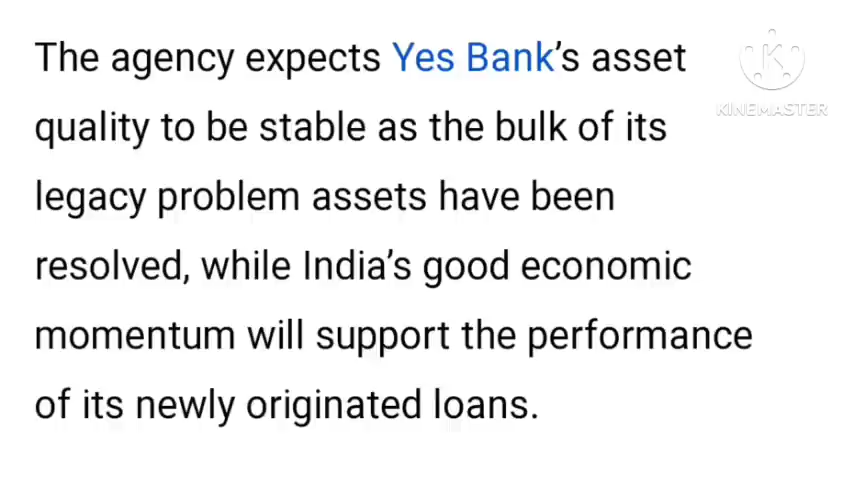 The agency expects Yes Bank’s asset
quality to be stable as the bulk of its
legacy problem assets have been
resolved, while India’s good economic
momentum will support the performance
of its newly originated loans.
K
KINEMASTER